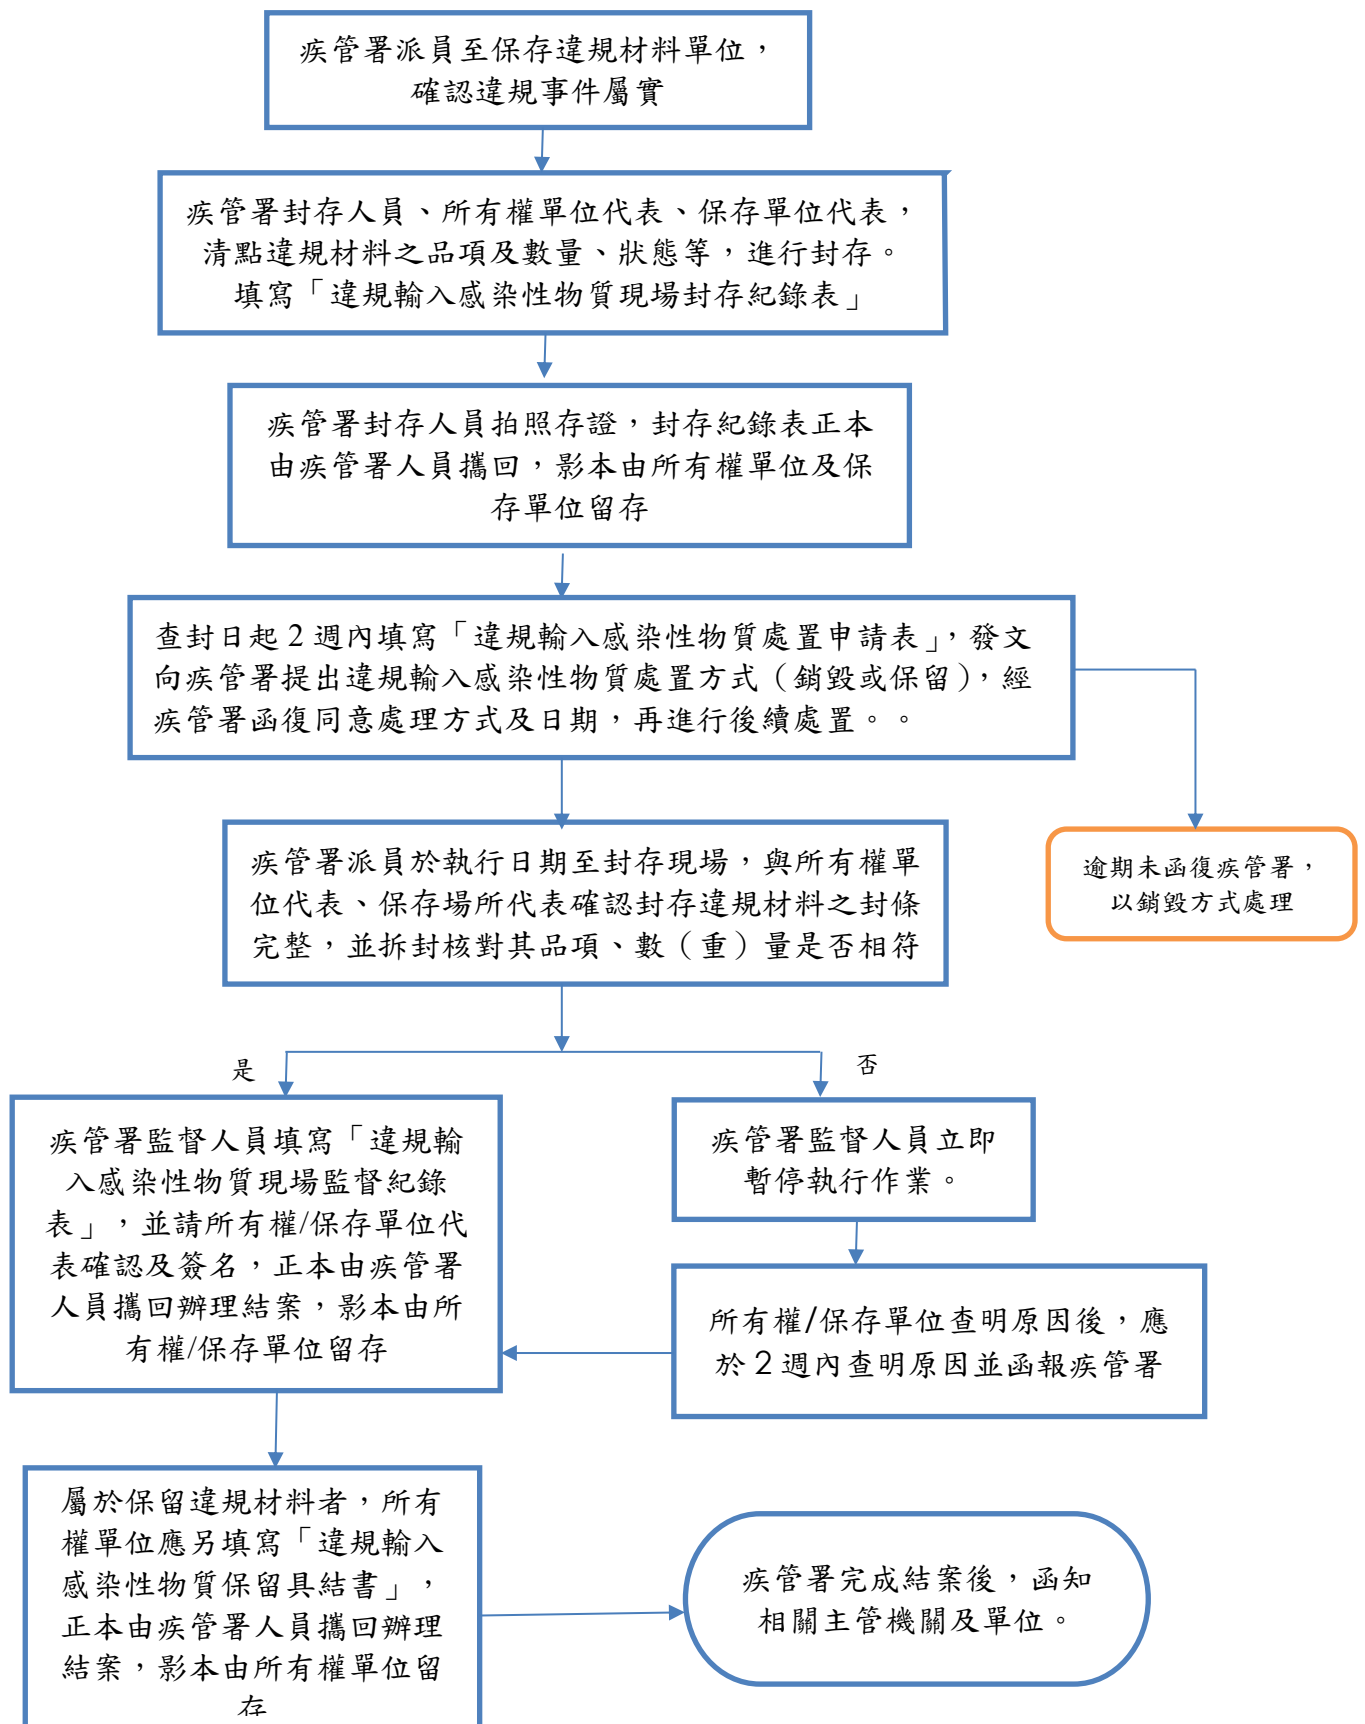 疾管署派員至保存違規材料單位，
確認違規事件屬實
疾管署封存人員、所有權單位代表、保存單位代表，
清點違規材料之品項及數量、狀態等，進行封存。
填寫「違規輸入感染性物質現場封存紀錄表」
疾管署封存人員拍照存證，封存紀錄表正本
由疾管署人員攜回，影本由所有權單位及保
存單位留存
查封日起 2 週內填寫「違規輸入感染性物質處置申請表」，發文
向疾管署提出違規輸入感染性物質處置方式（銷毀或保留），經
疾管署函復同意處理方式及日期，再進行後續處置。。
疾管署派員於執行日期至封存現場，與所有權單
位代表、保存場所代表確認封存違規材料之封條
完整，並拆封核對其品項、數（重）量是否相符
逾期未函復疾管署，
以銷毀方式處理
是
否
疾管署監督人員填寫「違規輸
入感染性物質現場監督紀錄
表」，並請所有權/保存單位代
表確認及簽名，正本由疾管署
人員攜回辦理結案，影本由所
有權/保存單位留存
疾管署監督人員立即
暫停執行作業。
所有權/保存單位查明原因後，應
於 2 週內查明原因並函報疾管署
屬於保留違規材料者，所有
權單位應另填寫「違規輸入
感染性物質保留具結書」，
正本由疾管署人員攜回辦理
結案，影本由所有權單位留
存
疾管署完成結案後，函知
相關主管機關及單位。